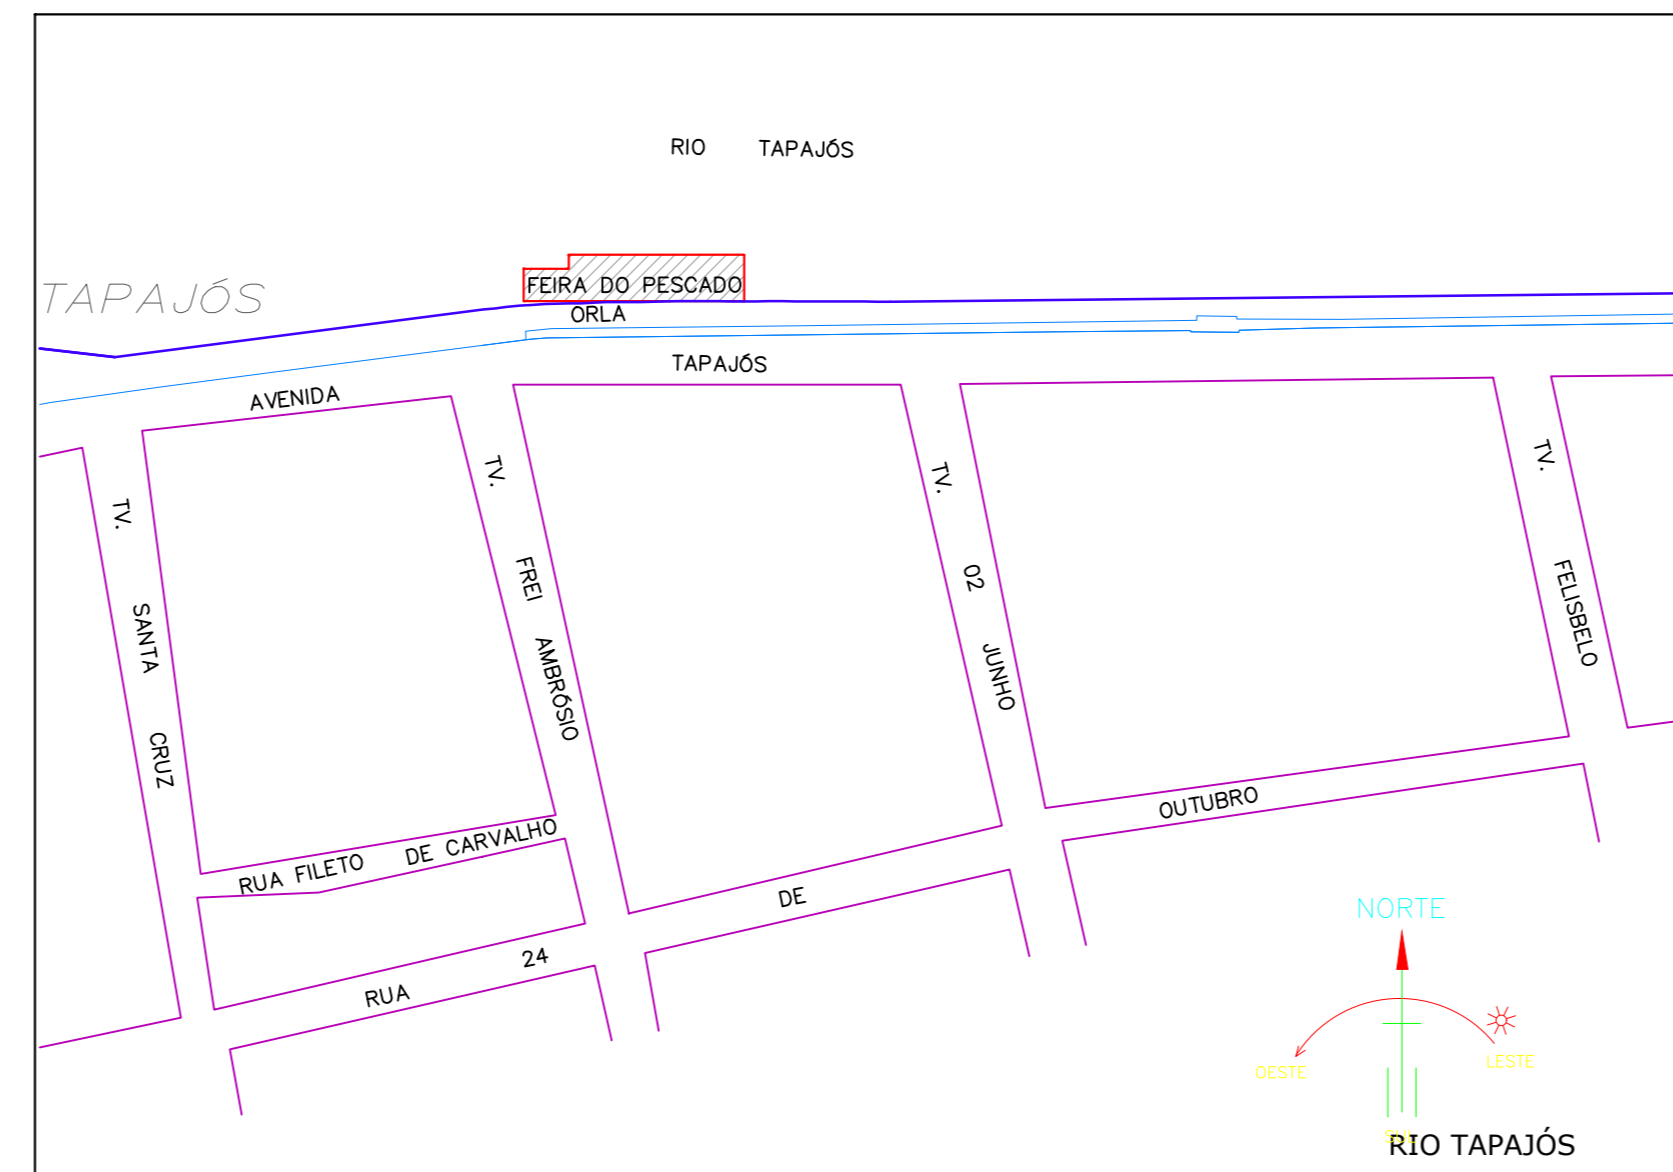 RIO TAPAJÓS
TAPAJÓS
FEIRA DO PESCADO
ORLA
TAPAJÓS
AVENIDA
TV. SANTA CRUZ
TV. FREI AMBRÓSIO
TV. 02 JUNHO
TV. FELISBELO
RUA FILETO DE CARVALHO
RUA 24 DE OUTUBRO
NORTE
OESTE
LESTE
SUL
RIO TAPAJÓS